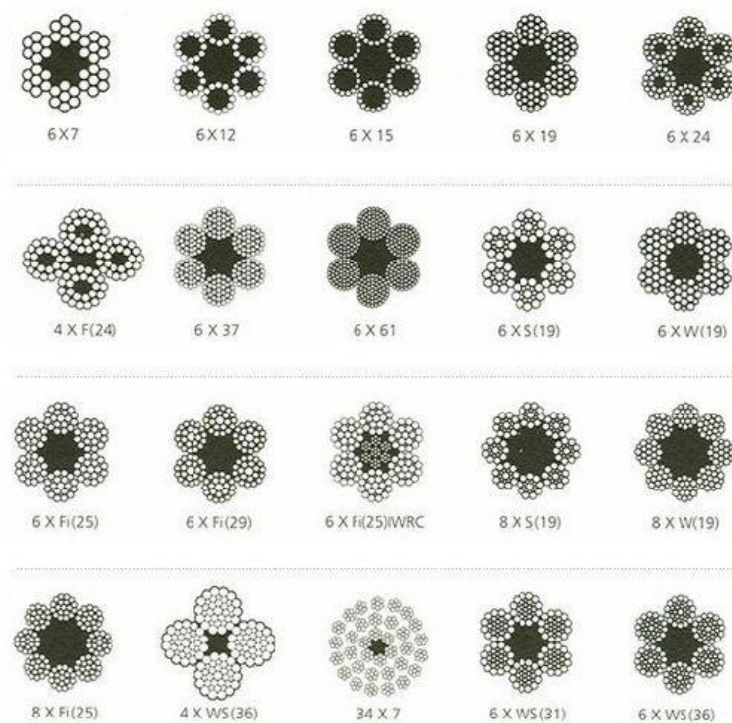 6 X 7
6 X 12
6 X 15
6 X 19
6 X 24
4 X F(24)
6 X 37
6 X 61
6 X S(19)
6 X W(19)
6 X Fi(25)
6 X Fi(29)
6 X Fi(25)IWRC
8 X S(19)
8 X W(19)
8 X Fi(25)
4 X WS(36)
34 X 7
6 X WS(31)
6 X WS(36)